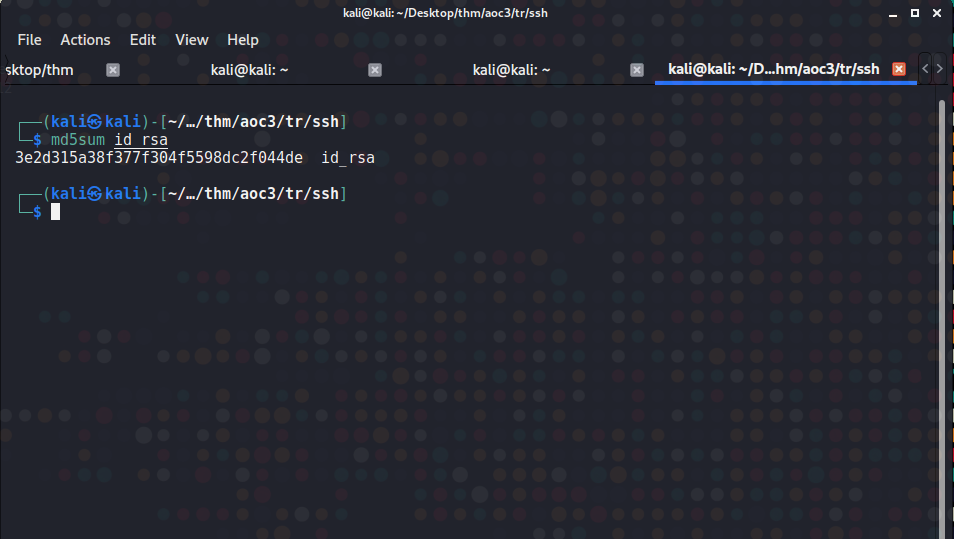 kali@kali: ~/Desktop/thm/aoc3/tr/ssh
File Actions Edit View Help
sktop/thm kali@kali: ~ kali@kali: ~ kali@kali: ~/D...hm/aoc3/tr/ssh
┌──(kali㉿kali)-[~/…/thm/aoc3/tr/ssh]
└─$ md5sum id_rsa
3e2d315a38f377f304f5598dc2f044de  id_rsa
┌──(kali㉿kali)-[~/…/thm/aoc3/tr/ssh]
└─$